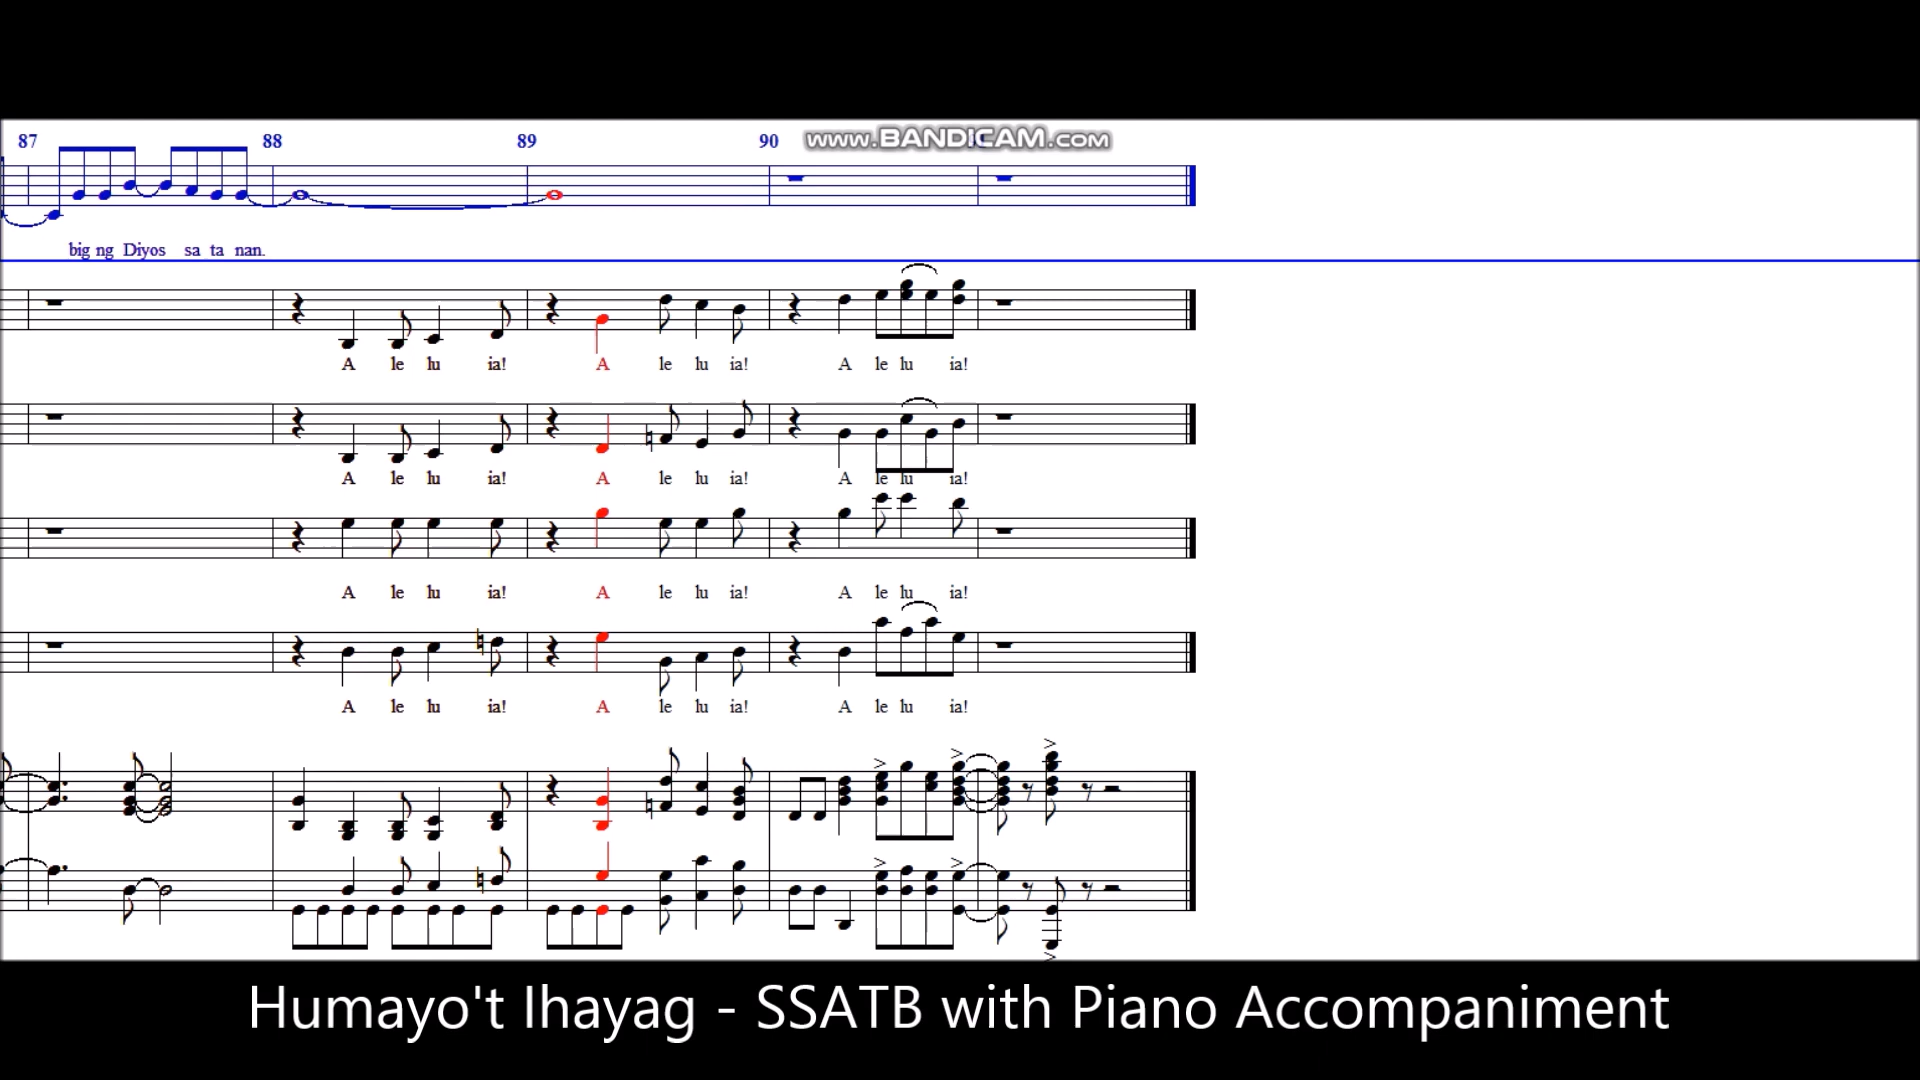 87 88 89 90
www.BANDICAM.com
big ng Diyos sa ta nan.
A le lu ia! A le lu ia! A le lu ia!
A le lu ia! A le lu ia! A le lu ia!
A le lu ia! A le lu ia! A le lu ia!
A le lu ia! A le lu ia! A le lu ia!
Humayo't Ihayag - SSATB with Piano Accompaniment